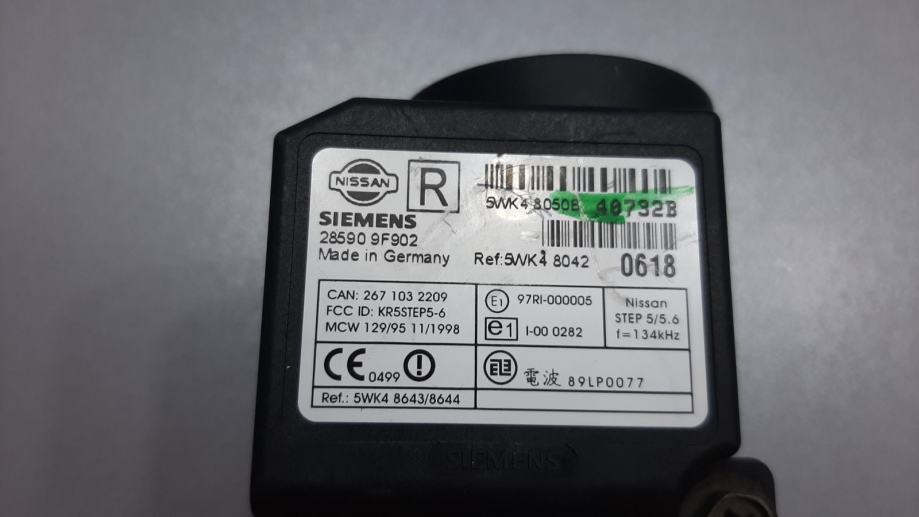 NISSAN
R
SIEMENS
28590 9F902
Made in Germany
5WK4 8050B 40732B
Ref:5WK4 8042
0618
CAN: 267 103 2209
FCC ID: KR5STEP5-6
MCW 129/95 11/1998
E1 97RI-000005
e1 I-00 0282
Nissan
STEP 5/5.6
f=134kHz
CE 0499
電波 89LP0077
Ref.: 5WK4 8643/8644
SIEMENS